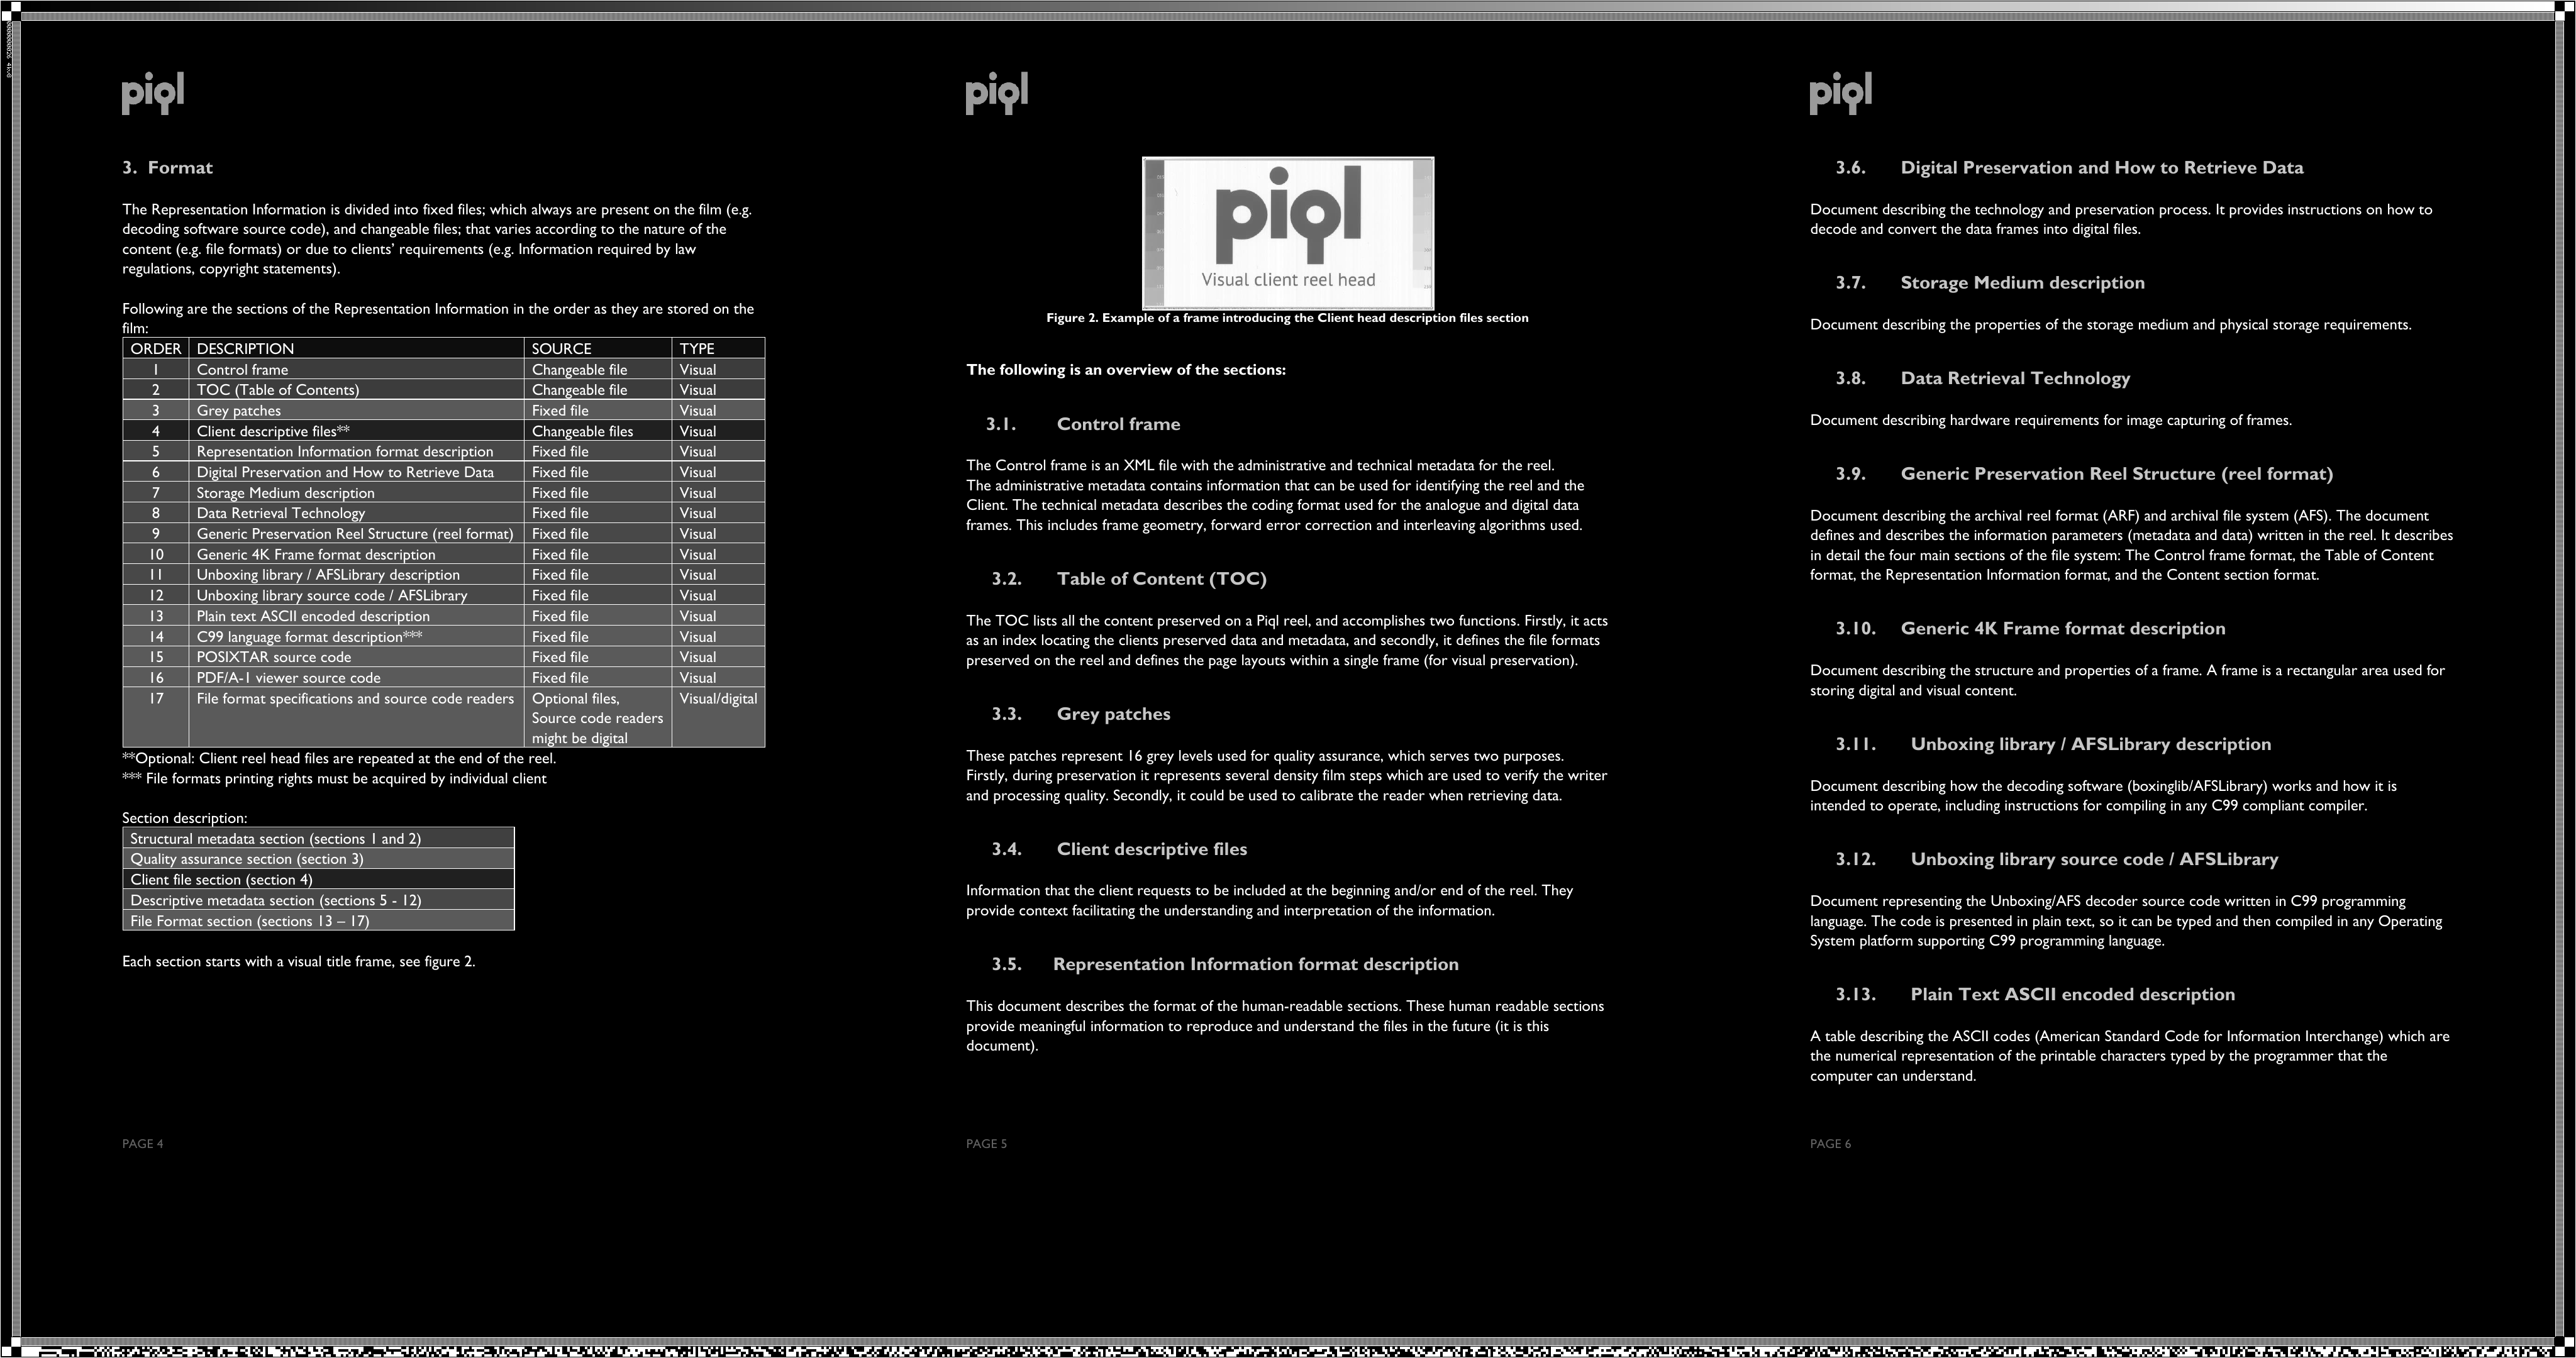 piql
3. Format
The Representation Information is divided into fixed files; which always are present on the film (e.g.
decoding software source code), and changeable files; that varies according to the nature of the
content (e.g. file formats) or due to clients' requirements (e.g. Information required by law
regulations, copyright statements).
Following are the sections of the Representation Information in the order as they are stored on the
film:
ORDER DESCRIPTION SOURCE TYPE
1 Control frame Changeable file Visual
2 TOC (Table of Contents) Changeable file Visual
3 Grey patches Fixed file Visual
4 Client descriptive files** Changeable files Visual
5 Representation Information format description Fixed file Visual
6 Digital Preservation and How to Retrieve Data Fixed file Visual
7 Storage Medium description Fixed file Visual
8 Data Retrieval Technology Fixed file Visual
9 Generic Preservation Reel Structure (reel format) Fixed file Visual
10 Generic 4K Frame format description Fixed file Visual
11 Unboxing library / AFSLibrary description Fixed file Visual
12 Unboxing library source code / AFSLibrary Fixed file Visual
13 Plain text ASCII encoded description Fixed file Visual
14 C99 language format description*** Fixed file Visual
15 POSIXTAR source code Fixed file Visual
16 PDF/A-1 viewer source code Fixed file Visual
17 File format specifications and source code readers Optional files, Visual/digital
Source code readers
might be digital
**Optional: Client reel head files are repeated at the end of the reel.
*** File formats printing rights must be acquired by individual client
Section description:
Structural metadata section (sections 1 and 2)
Quality assurance section (section 3)
Client file section (section 4)
Descriptive metadata section (sections 5 - 12)
File Format section (sections 13 – 17)
Each section starts with a visual title frame, see figure 2.
PAGE 4
piql
piql
Visual client reel head
Figure 2. Example of a frame introducing the Client head description files section
The following is an overview of the sections:
3.1. Control frame
The Control frame is an XML file with the administrative and technical metadata for the reel.
The administrative metadata contains information that can be used for identifying the reel and the
Client. The technical metadata describes the coding format used for the analogue and digital data
frames. This includes frame geometry, forward error correction and interleaving algorithms used.
3.2. Table of Content (TOC)
The TOC lists all the content preserved on a Piql reel, and accomplishes two functions. Firstly, it acts
as an index locating the clients preserved data and metadata, and secondly, it defines the file formats
preserved on the reel and defines the page layouts within a single frame (for visual preservation).
3.3. Grey patches
These patches represent 16 grey levels used for quality assurance, which serves two purposes.
Firstly, during preservation it represents several density film steps which are used to verify the writer
and processing quality. Secondly, it could be used to calibrate the reader when retrieving data.
3.4. Client descriptive files
Information that the client requests to be included at the beginning and/or end of the reel. They
provide context facilitating the understanding and interpretation of the information.
3.5. Representation Information format description
This document describes the format of the human-readable sections. These human readable sections
provide meaningful information to reproduce and understand the files in the future (it is this
document).
PAGE 5
piql
3.6. Digital Preservation and How to Retrieve Data
Document describing the technology and preservation process. It provides instructions on how to
decode and convert the data frames into digital files.
3.7. Storage Medium description
Document describing the properties of the storage medium and physical storage requirements.
3.8. Data Retrieval Technology
Document describing hardware requirements for image capturing of frames.
3.9. Generic Preservation Reel Structure (reel format)
Document describing the archival reel format (ARF) and archival file system (AFS). The document
defines and describes the information parameters (metadata and data) written in the reel. It describes
in detail the four main sections of the file system: The Control frame format, the Table of Content
format, the Representation Information format, and the Content section format.
3.10. Generic 4K Frame format description
Document describing the structure and properties of a frame. A frame is a rectangular area used for
storing digital and visual content.
3.11. Unboxing library / AFSLibrary description
Document describing how the decoding software (boxinglib/AFSLibrary) works and how it is
intended to operate, including instructions for compiling in any C99 compliant compiler.
3.12. Unboxing library source code / AFSLibrary
Document representing the Unboxing/AFS decoder source code written in C99 programming
language. The code is presented in plain text, so it can be typed and then compiled in any Operating
System platform supporting C99 programming language.
3.13. Plain Text ASCII encoded description
A table describing the ASCII codes (American Standard Code for Information Interchange) which are
the numerical representation of the printable characters typed by the programmer that the
computer can understand.
PAGE 6